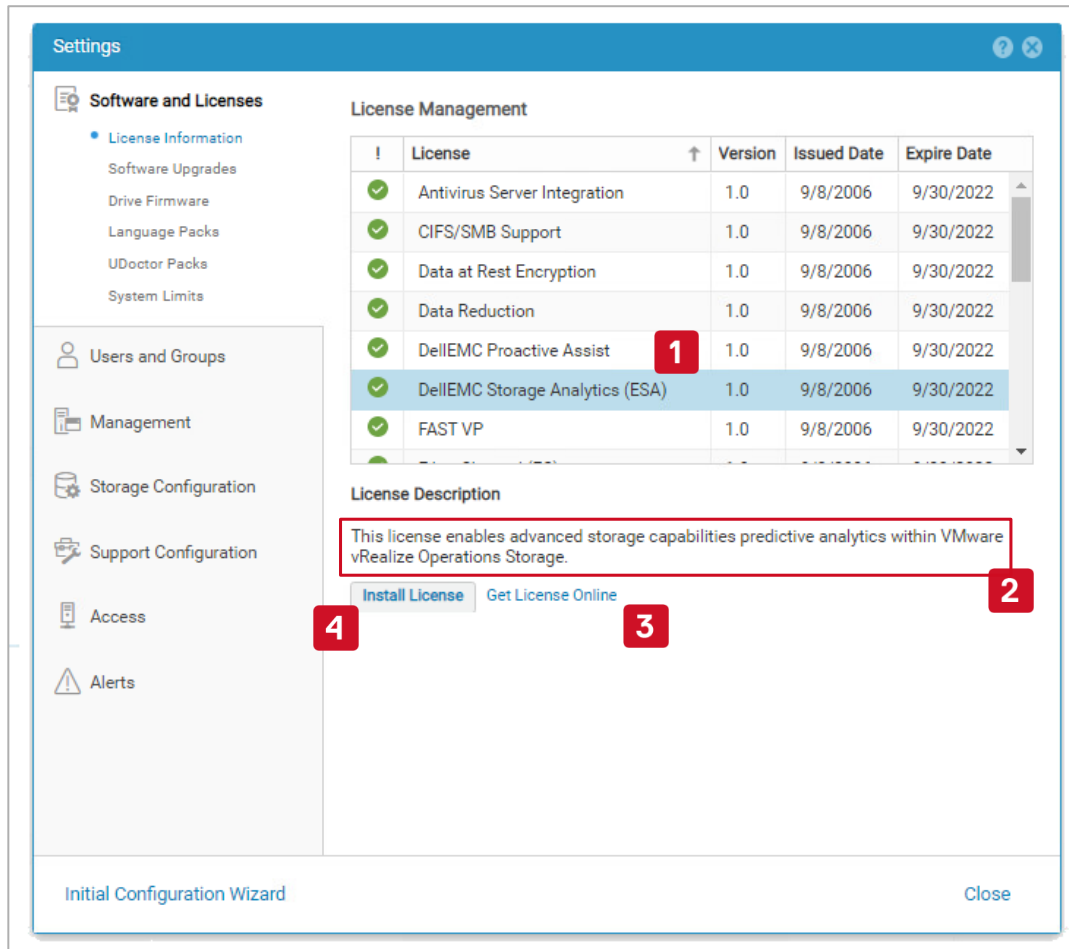 Settings
Software and Licenses
License Information
Software Upgrades
Drive Firmware
Language Packs
UDoctor Packs
System Limits
Users and Groups
Management
Storage Configuration
Support Configuration
Access
Alerts
License Management
! License Version Issued Date Expire Date
Antivirus Server Integration 1.0 9/8/2006 9/30/2022
CIFS/SMB Support 1.0 9/8/2006 9/30/2022
Data at Rest Encryption 1.0 9/8/2006 9/30/2022
Data Reduction 1.0 9/8/2006 9/30/2022
DellEMC Proactive Assist 1 1.0 9/8/2006 9/30/2022
DellEMC Storage Analytics (ESA) 1.0 9/8/2006 9/30/2022
FAST VP 1.0 9/8/2006 9/30/2022
License Description
This license enables advanced storage capabilities predictive analytics within VMware
vRealize Operations Storage.
2
Install License Get License Online
4 3
Initial Configuration Wizard Close